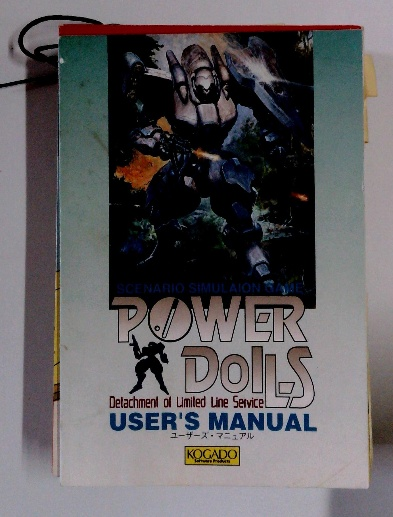 SCENARIO SIMULAION GAME
POWER
DOLLS
Detachment of Limited Line Service
USER'S MANUAL
ユーザーズ・マニュアル
KOGADO
Software Products